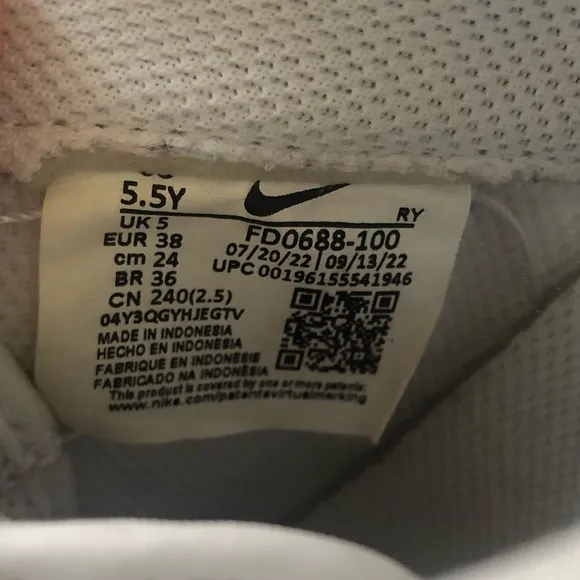 5.5Y
RY
UK 5
EUR 38
cm 24
BR 36
CN 240(2.5)
04Y3QGYHJEGTV
FD0688-100
07/20/22 | 09/13/22
UPC 00196155541946
MADE IN INDONESIA
HECHO EN INDONESIA
FABRIQUE EN INDONESIE
FABRICADO NA INDONÉSIA
This product is covered by one or more patents:
www.nike.com/patentsvirtualmarking